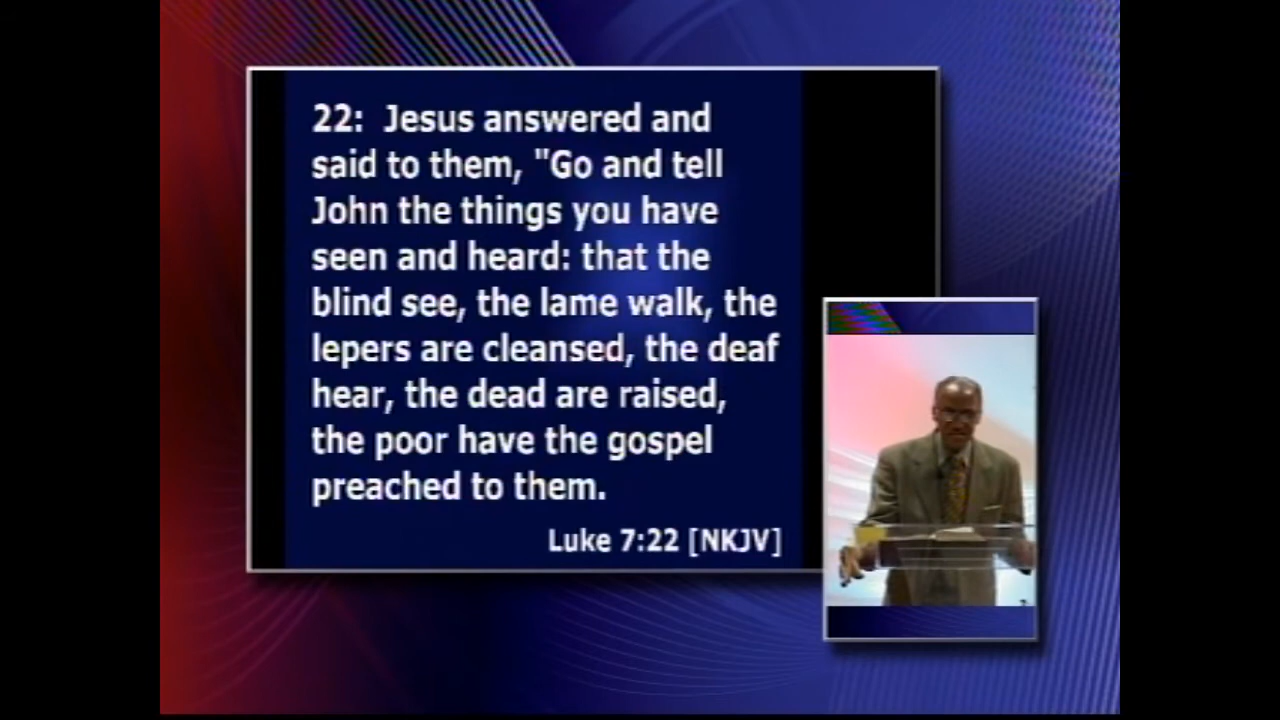 22:  Jesus answered and
said to them, "Go and tell
John the things you have
seen and heard: that the
blind see, the lame walk, the
lepers are cleansed, the deaf
hear, the dead are raised,
the poor have the gospel
preached to them.
Luke 7:22 [NKJV]